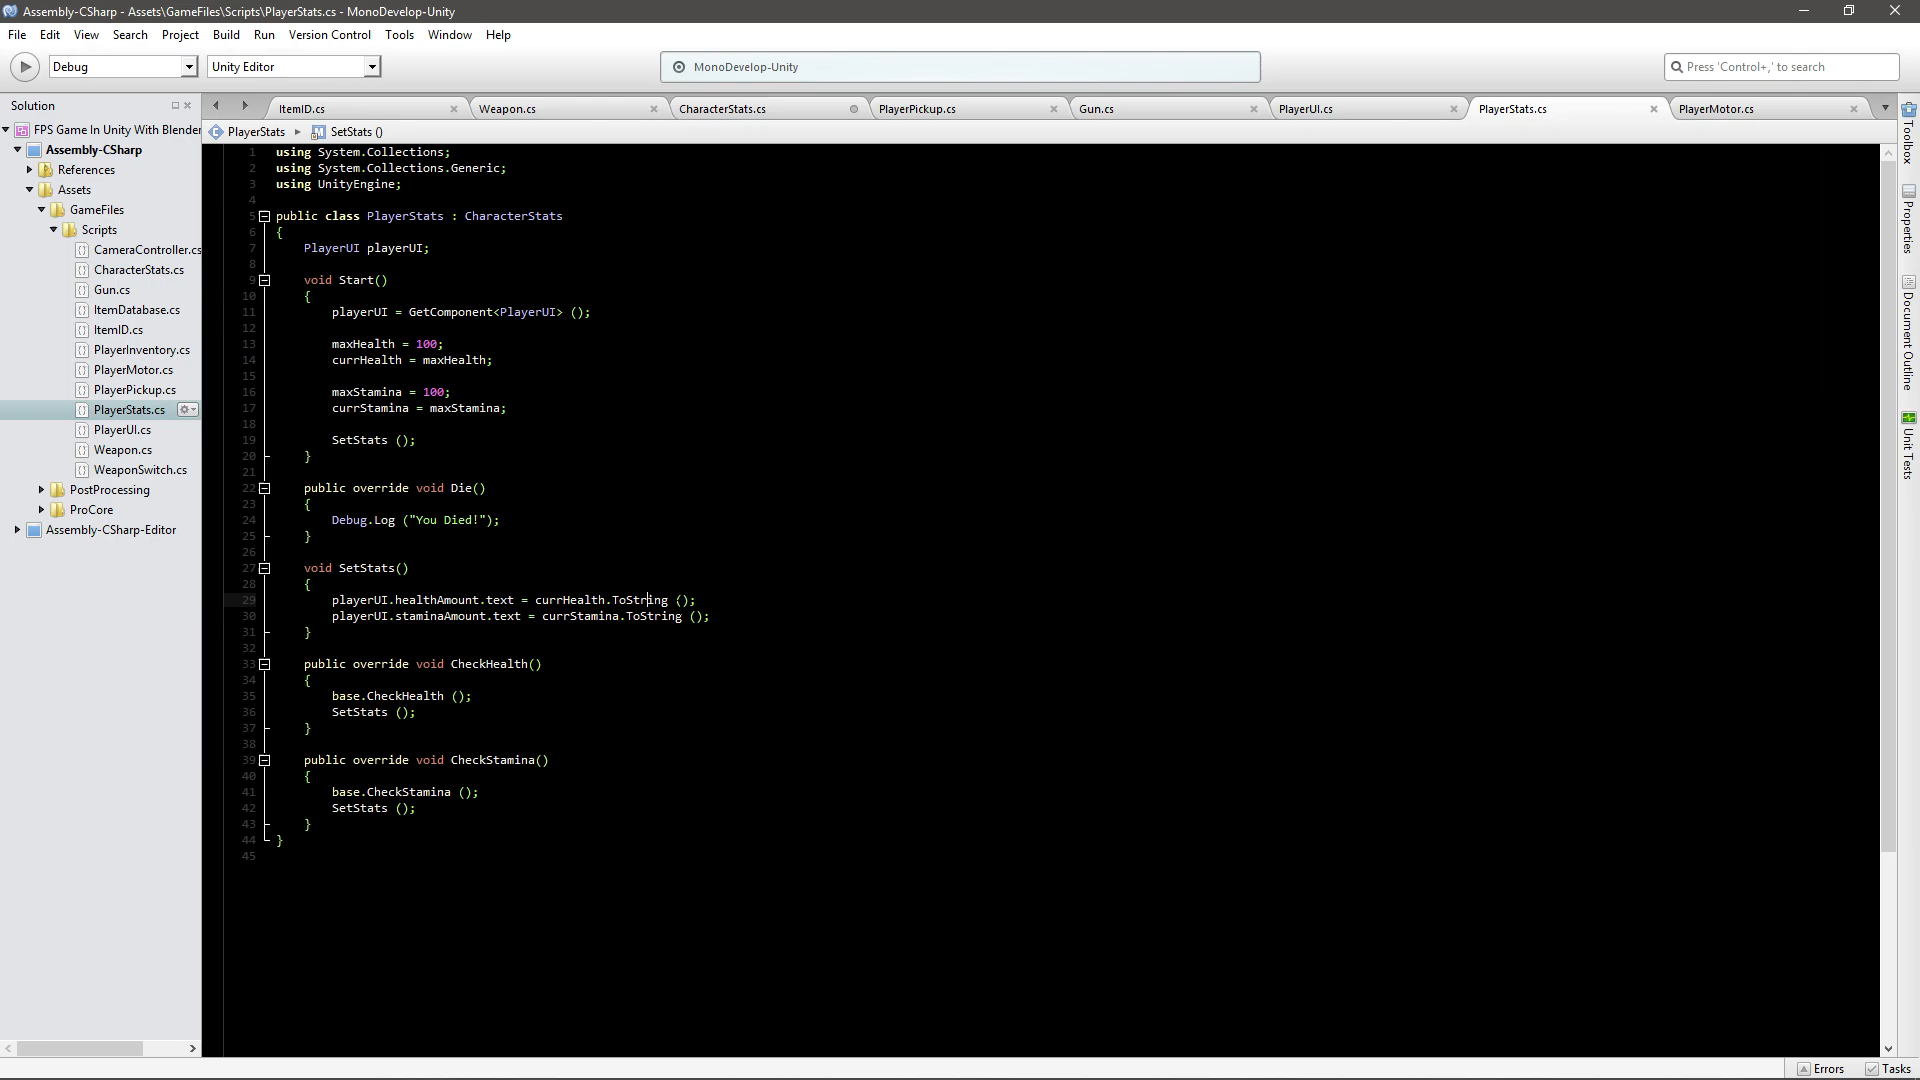 Assembly-CSharp - Assets\GameFiles\Scripts\PlayerStats.cs - MonoDevelop-Unity
File Edit View Search Project Build Run Version Control Tools Window Help
Debug Unity Editor MonoDevelop-Unity Press 'Control+,' to search
Solution
FPS Game In Unity With Blender
Assembly-CSharp
References
Assets
GameFiles
Scripts
CameraController.cs
CharacterStats.cs
Gun.cs
ItemDatabase.cs
ItemID.cs
PlayerInventory.cs
PlayerMotor.cs
PlayerPickup.cs
PlayerStats.cs
PlayerUI.cs
Weapon.cs
WeaponSwitch.cs
PostProcessing
ProCore
Assembly-CSharp-Editor
ItemID.cs Weapon.cs CharacterStats.cs PlayerPickup.cs Gun.cs PlayerUI.cs PlayerStats.cs PlayerMotor.cs
PlayerStats SetStats ()
1 using System.Collections;
2 using System.Collections.Generic;
3 using UnityEngine;
4
5 public class PlayerStats : CharacterStats
6 {
7 PlayerUI playerUI;
8
9 void Start()
10 {
11 playerUI = GetComponent<PlayerUI> ();
12
13 maxHealth = 100;
14 currHealth = maxHealth;
15
16 maxStamina = 100;
17 currStamina = maxStamina;
18
19 SetStats ();
20 }
21
22 public override void Die()
23 {
24 Debug.Log ("You Died!");
25 }
26
27 void SetStats()
28 {
29 playerUI.healthAmount.text = currHealth.ToString ();
30 playerUI.staminaAmount.text = currStamina.ToString ();
31 }
32
33 public override void CheckHealth()
34 {
35 base.CheckHealth ();
36 SetStats ();
37 }
38
39 public override void CheckStamina()
40 {
41 base.CheckStamina ();
42 SetStats ();
43 }
44 }
45
Toolbox
Properties
Document Outline
Unit Tests
Errors Tasks